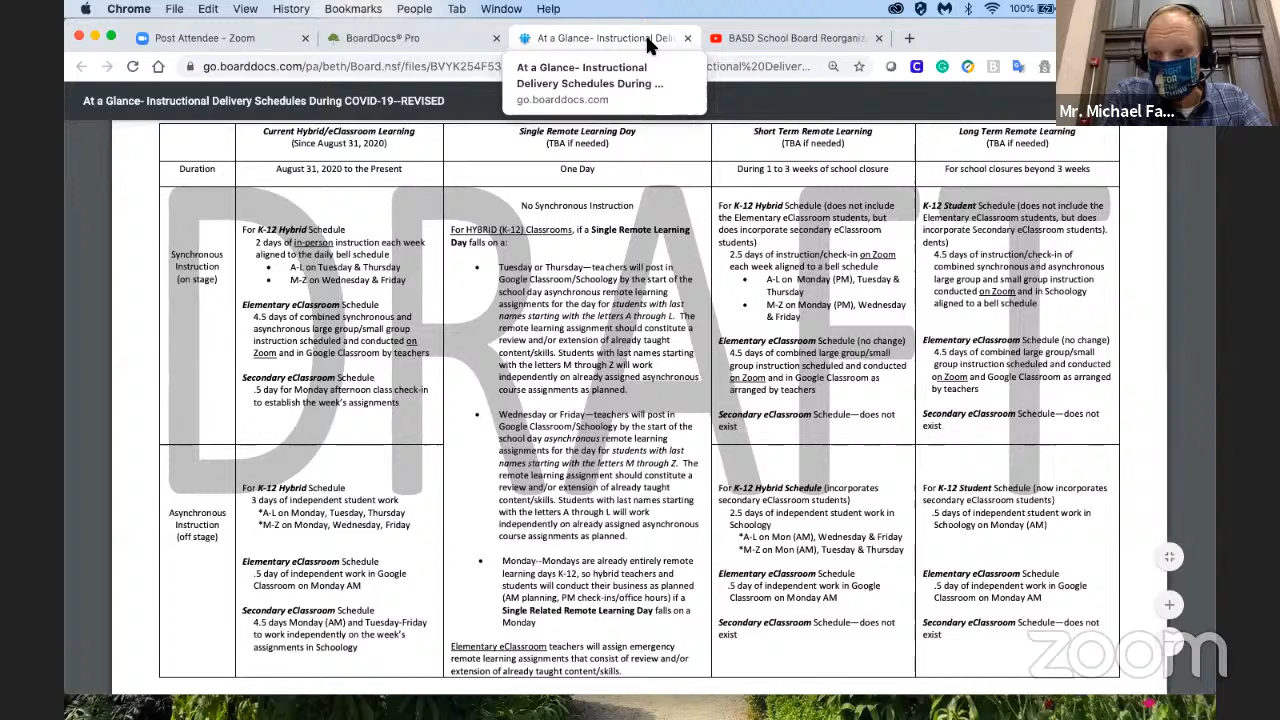 Chrome File Edit View History Bookmarks People Tab Window Help 100%
Post Attendee - Zoom × BoardDocs® Pro × At a Glance- Instructional Deli × BASD School Board Reorganiz × +
go.boarddocs.com/pa/beth/Board.nsf/files/BVYK254F53
ctional%20Deliver...
At a Glance- Instructional
Delivery Schedules During ...
go.boarddocs.com
At a Glance- Instructional Delivery Schedules During COVID-19--REVISED
Mr. Michael Fa...
DRAFT
Current Hybrid/eClassroom Learning
(Since August 31, 2020)
Single Remote Learning Day
(TBA if needed)
Short Term Remote Learning
(TBA if needed)
Long Term Remote Learning
(TBA if needed)
Duration
August 31, 2020 to the Present
One Day
During 1 to 3 weeks of school closure
For school closures beyond 3 weeks
Synchronous
Instruction
(on stage)
For K-12 Hybrid Schedule
2 days of in-person instruction each week
aligned to the daily bell schedule
• A-L on Tuesday & Thursday
• M-Z on Wednesday & Friday
Elementary eClassroom Schedule
4.5 days of combined synchronous and
asynchronous large group/small group
instruction scheduled and conducted on
Zoom and in Google Classroom by teachers
Secondary eClassroom Schedule
.5 day for Monday afternoon class check-in
to establish the week's assignments
No Synchronous Instruction
For HYBRID (K-12) Classrooms, if a Single Remote Learning
Day falls on a:
• Tuesday or Thursday—teachers will post in
Google Classroom/Schoology by the start of the
school day asynchronous remote learning
assignments for the day for students with last
names starting with the letters A through L. The
remote learning assignment should constitute a
review and/or extension of already taught
content/skills. Students with last names starting
with the letters M through Z will work
independently on already assigned asynchronous
course assignments as planned.
• Wednesday or Friday—teachers will post in
Google Classroom/Schoology by the start of the
school day asynchronous remote learning
assignments for the day for students with last
names starting with the letters M through Z. The
remote learning assignment should constitute a
review and/or extension of already taught
content/skills. Students with last names starting
with the letters A through L will work
independently on already assigned asynchronous
course assignments as planned.
• Monday--Mondays are already entirely remote
learning days K-12, so hybrid teachers and
students will conduct their business as planned
(AM planning, PM check-ins/office hours) if a
Single Related Remote Learning Day falls on a
Monday
Elementary eClassroom teachers will assign emergency
remote learning assignments that consist of review and/or
extension of already taught content/skills.
For K-12 Hybrid Schedule (does not include
the Elementary eClassroom students, but
does incorporate secondary eClassroom
students)
2.5 days of instruction/check-in on Zoom
each week aligned to a bell schedule
• A-L on Monday (PM), Tuesday &
Thursday
• M-Z on Monday (PM), Wednesday
& Friday
Elementary eClassroom Schedule (no change)
4.5 days of combined large group/small
group instruction scheduled and conducted
on Zoom and in Google Classroom as
arranged by teachers
Secondary eClassroom Schedule—does not
exist
K-12 Student Schedule (does not include the
Elementary eClassroom students, but does
incorporate Secondary eClassroom students).
dents)
4.5 days of instruction/check-in of
combined synchronous and asynchronous
large group and small group instruction
conducted on Zoom and in Schoology
aligned to a bell schedule
Elementary eClassroom Schedule (no change)
4.5 days of combined large group/small
group instruction scheduled and conducted
on Zoom and Google Classroom as arranged
by teachers
Secondary eClassroom Schedule—does not
exist
Asynchronous
Instruction
(off stage)
For K-12 Hybrid Schedule
3 days of independent student work
*A-L on Monday, Tuesday, Thursday
*M-Z on Monday, Wednesday, Friday
Elementary eClassroom Schedule
.5 day of independent work in Google
Classroom on Monday AM
Secondary eClassroom Schedule
4.5 days Monday (AM) and Tuesday-Friday
to work independently on the week's
assignments in Schoology
For K-12 Hybrid Schedule (incorporates
secondary eClassroom students)
2.5 days of independent student work in
Schoology
*A-L on Mon (AM), Wednesday & Friday
*M-Z on Mon (AM), Tuesday & Thursday
Elementary eClassroom Schedule
.5 day of independent work in Google
Classroom on Monday AM
Secondary eClassroom Schedule—does not
exist
For K-12 Student Schedule (now incorporates
secondary eClassroom students)
.5 days of independent student work in
Schoology on Monday (AM)
Elementary eClassroom Schedule
.5 day of independent work in Google
Classroom on Monday AM
Secondary eClassroom Schedule—does not
exist
zoom